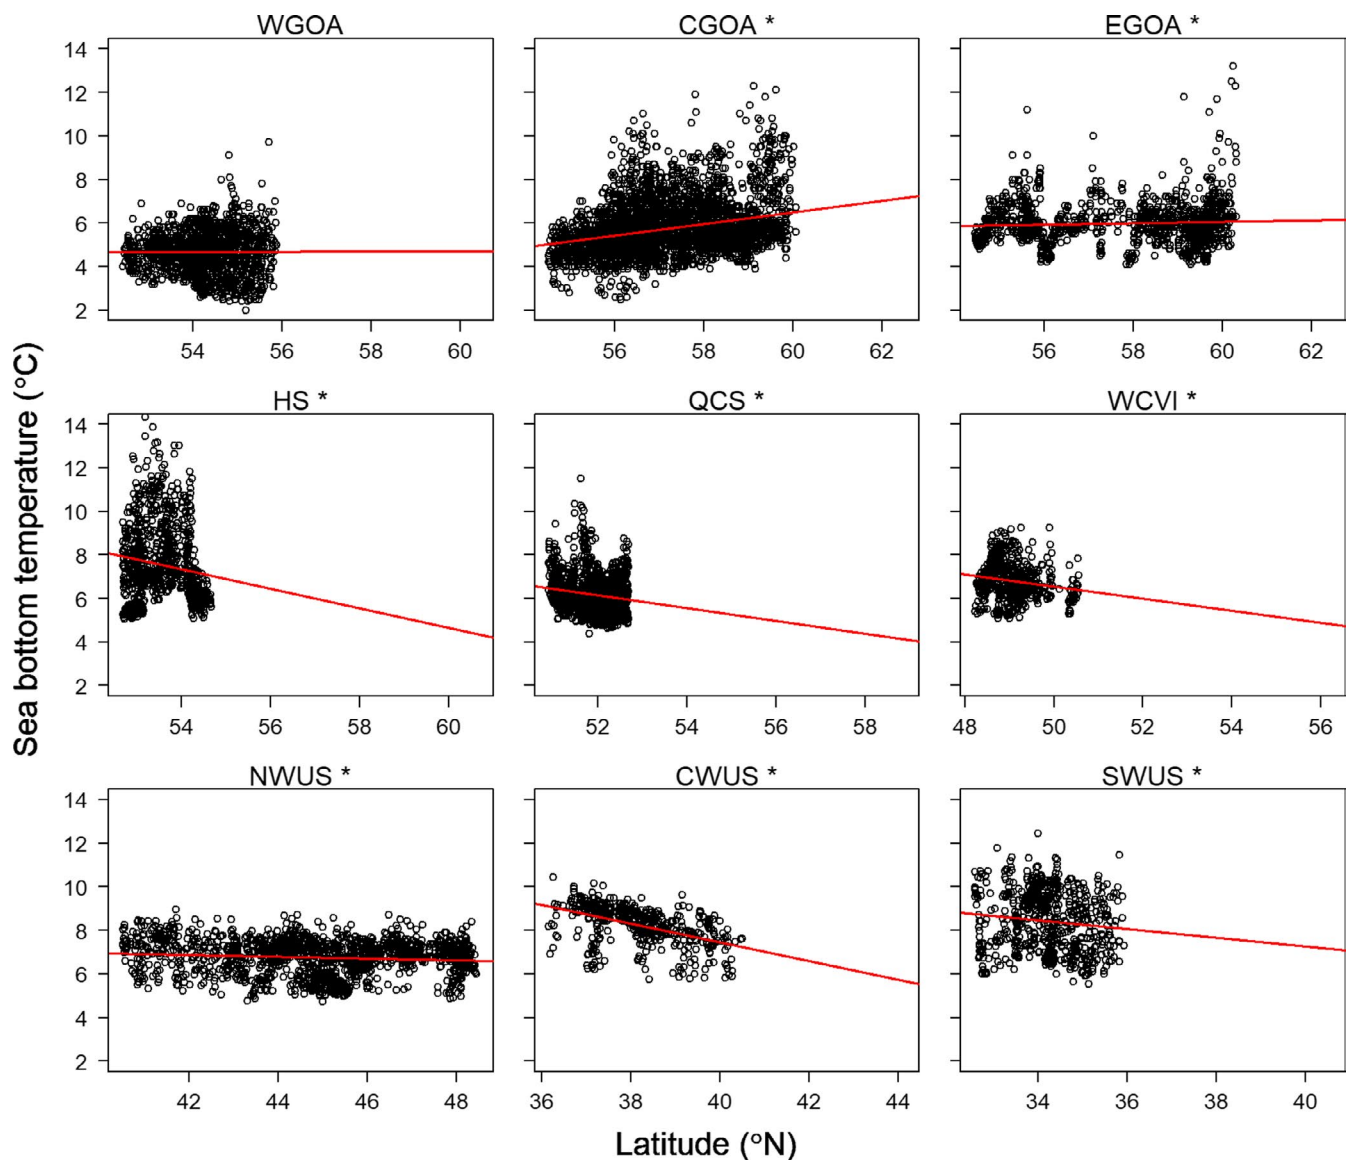 WGOA
CGOA *
EGOA *
14
12
10
8
6
4
2
54 56 58 60
56 58 60 62
56 58 60 62
Sea bottom temperature (°C)
HS *
QCS *
WCVI *
14
12
10
8
6
4
2
54 56 58 60
52 54 56 58
48 50 52 54 56
NWUS *
CWUS *
SWUS *
14
12
10
8
6
4
2
42 44 46 48
36 38 40 42 44
34 36 38 40
Latitude (°N)